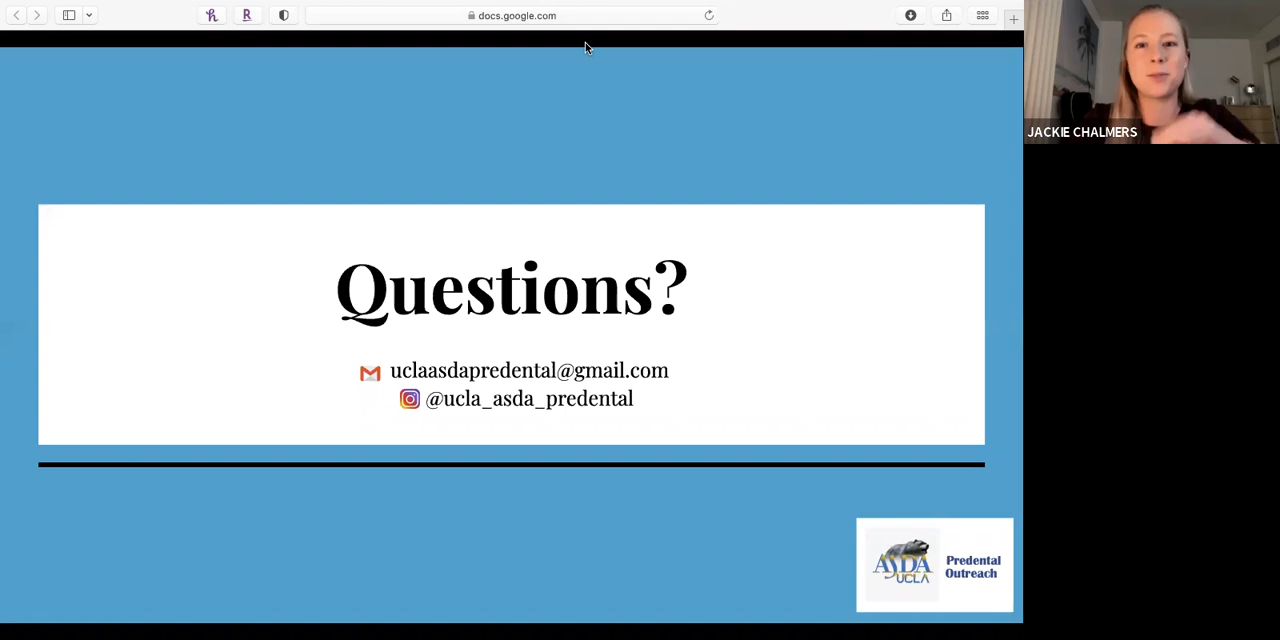 docs.google.com
JACKIE CHALMERS
Questions?
uclaasdapredental@gmail.com
@ucla_asda_predental
ASDA
UCLA
Predental
Outreach